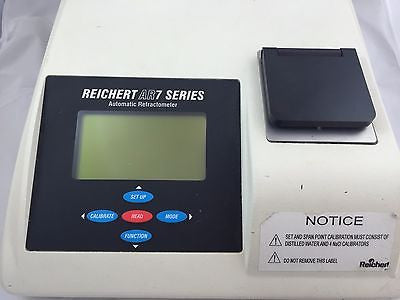 REICHERT AR7 SERIES
Automatic Refractometer
SET UP
CALIBRATE
READ
MODE
FUNCTION
NOTICE
SET AND SPAN POINT CALIBRATION MUST CONSIST OF
DISTILLED WATER AND 4 NaCl CALIBRATORS
DO NOT REMOVE THIS LABEL
Reichert